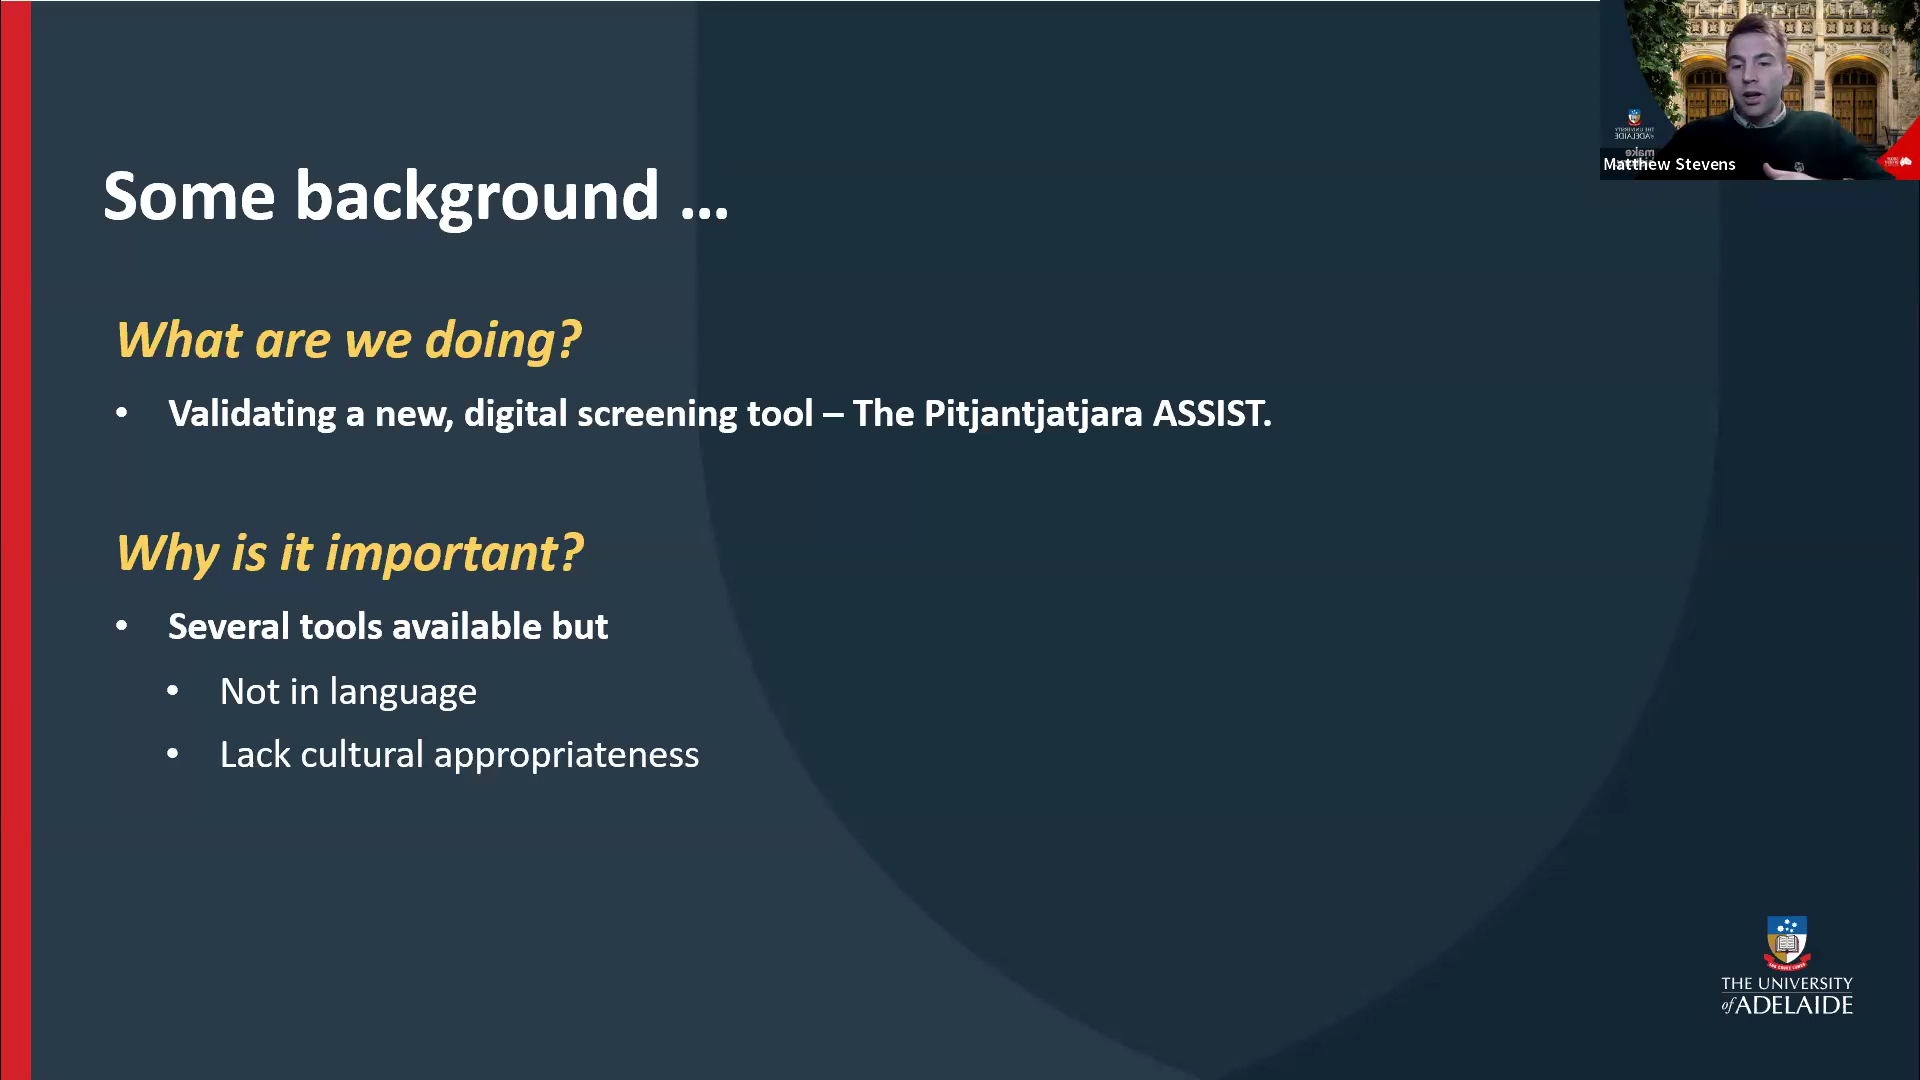 Some background ...
Matthew Stevens
What are we doing?
• Validating a new, digital screening tool – The Pitjantjatjara ASSIST.
Why is it important?
• Several tools available but
• Not in language
• Lack cultural appropriateness
THE UNIVERSITY
of ADELAIDE